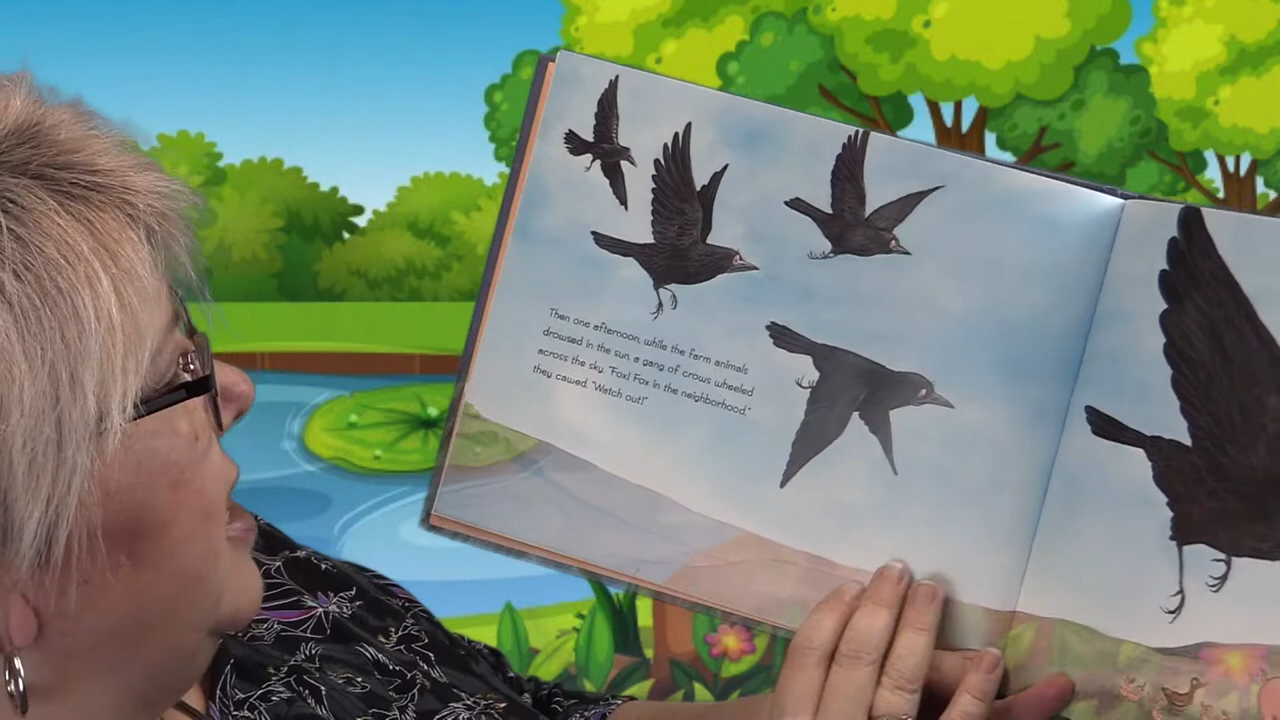 Then one afternoon, while the farm animals
drowsed in the sun, a gang of crows wheeled
across the sky. "Fox! Fox in the neighborhood,"
they cawed. "Watch out!"